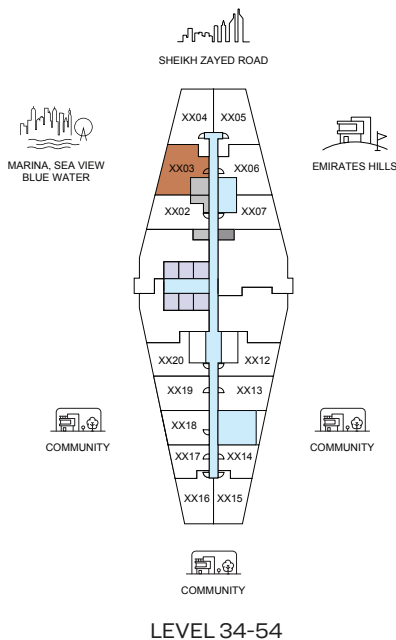 SHEIKH ZAYED ROAD
XX04 XX05
MARINA, SEA VIEW
BLUE WATER
XX03 XX06
EMIRATES HILLS
XX02 XX07
XX20 XX12
XX19 XX13
COMMUNITY
XX18
COMMUNITY
XX17 XX14
XX16 XX15
COMMUNITY
LEVEL 34-54